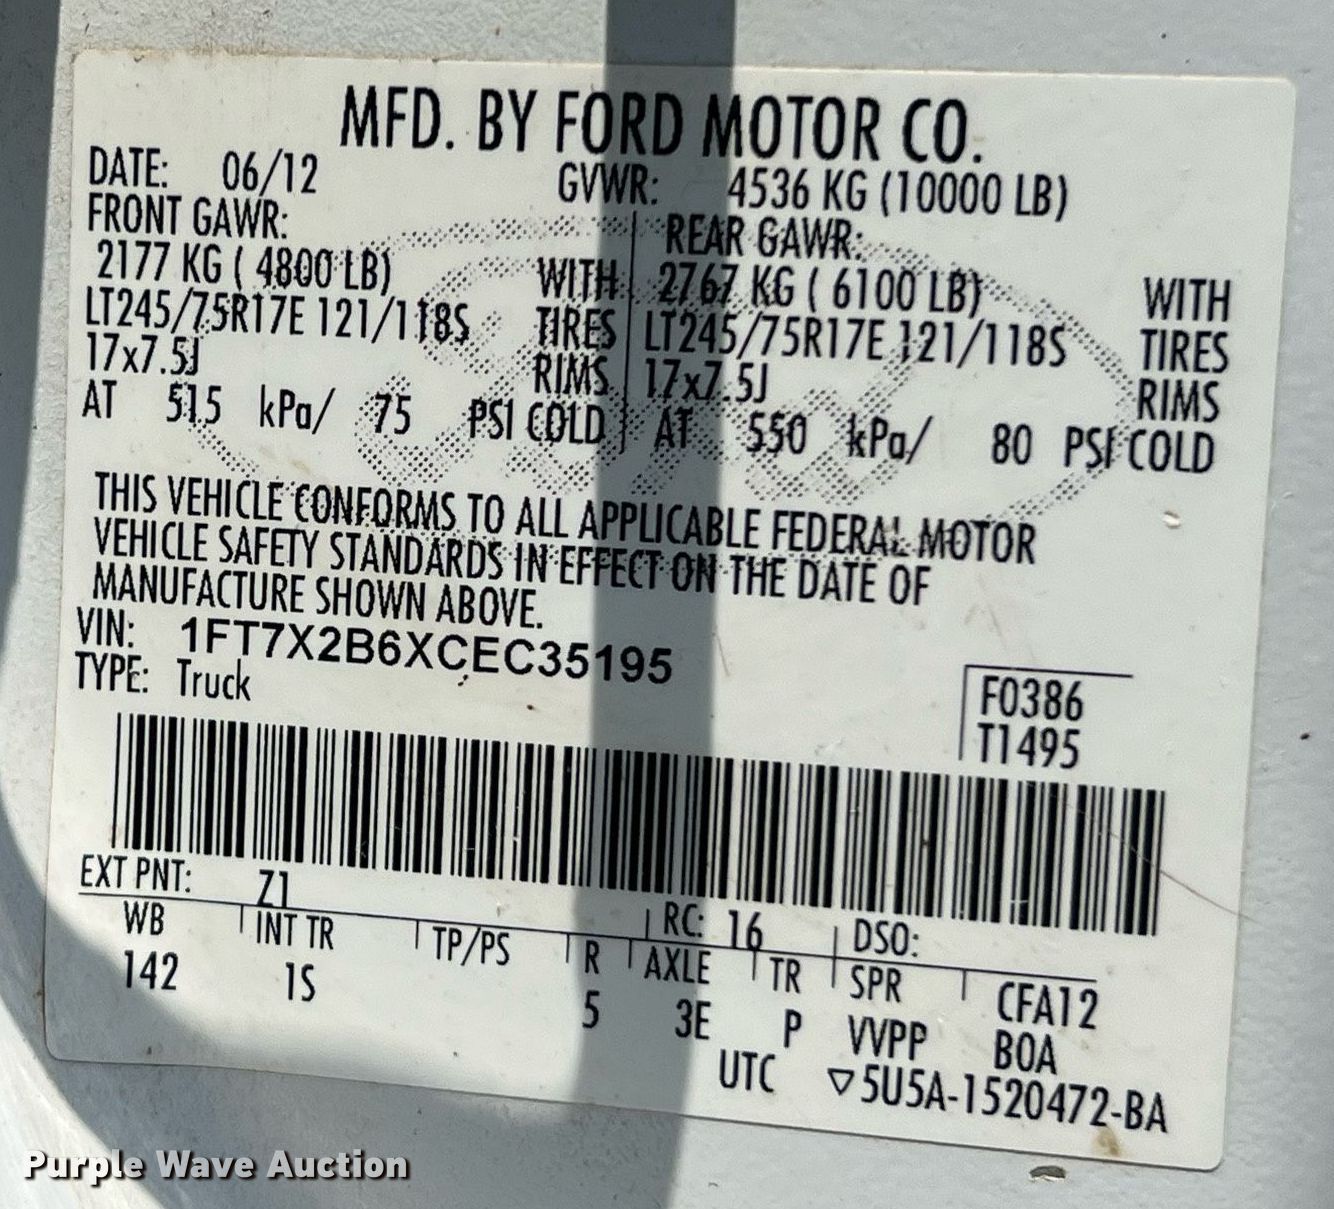 MFD. BY FORD MOTOR CO.
DATE: 06/12 GVWR: 4536 KG (10000 LB)
FRONT GAWR: REAR GAWR:
2177 KG ( 4800 LB) WITH 2767 KG ( 6100 LB) WITH
LT245/75R17E 121/118S TIRES LT245/75R17E 121/118S TIRES
17x7.5J RIMS 17x7.5J RIMS
AT 515 kPa/ 75 PSI COLD AT 550 kPa/ 80 PSI COLD
THIS VEHICLE CONFORMS TO ALL APPLICABLE FEDERAL MOTOR
VEHICLE SAFETY STANDARDS IN EFFECT ON THE DATE OF
MANUFACTURE SHOWN ABOVE.
VIN: 1FT7X2B6XCEC35195
TYPE: Truck
F0386
T1495
EXT PNT: Z1 RC: 16 DSO:
WB INT TR TP/PS R AXLE TR SPR CFA12
142 1S 5 3E P VVPP BOA
UTC ▽5U5A-1520472-BA
Ford
Purple Wave Auction